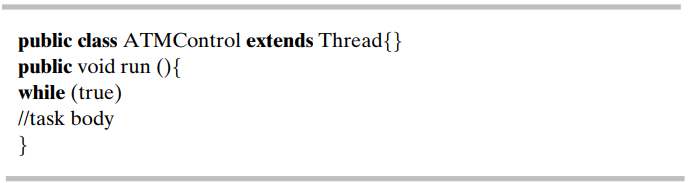 public class ATMControl extends Thread{}
public void run (){
while (true)
//task body
}